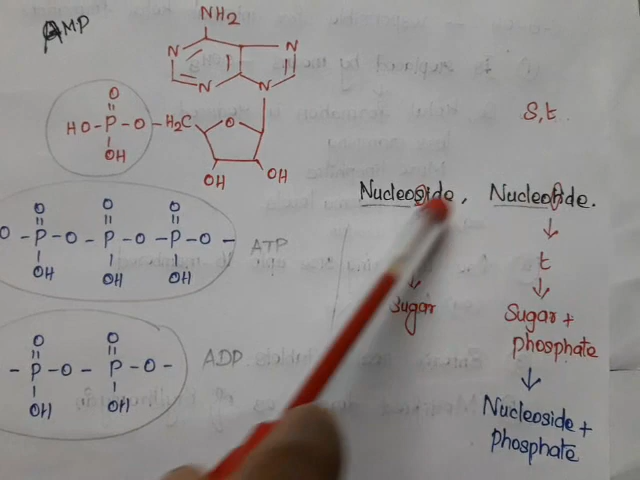 AMP
NH2
N
N
N
N
O
HO-P-O-H2C
O
OH
OH
OH
S,t
Nucleoside, Nucleotide.
t
Sugar
Sugar +
phosphate
Nucleoside +
phosphate
O O O
O-P-O-P-O-P-O-
OH OH OH
ATP
O O
-P-O-P-O-
OH OH
ADP